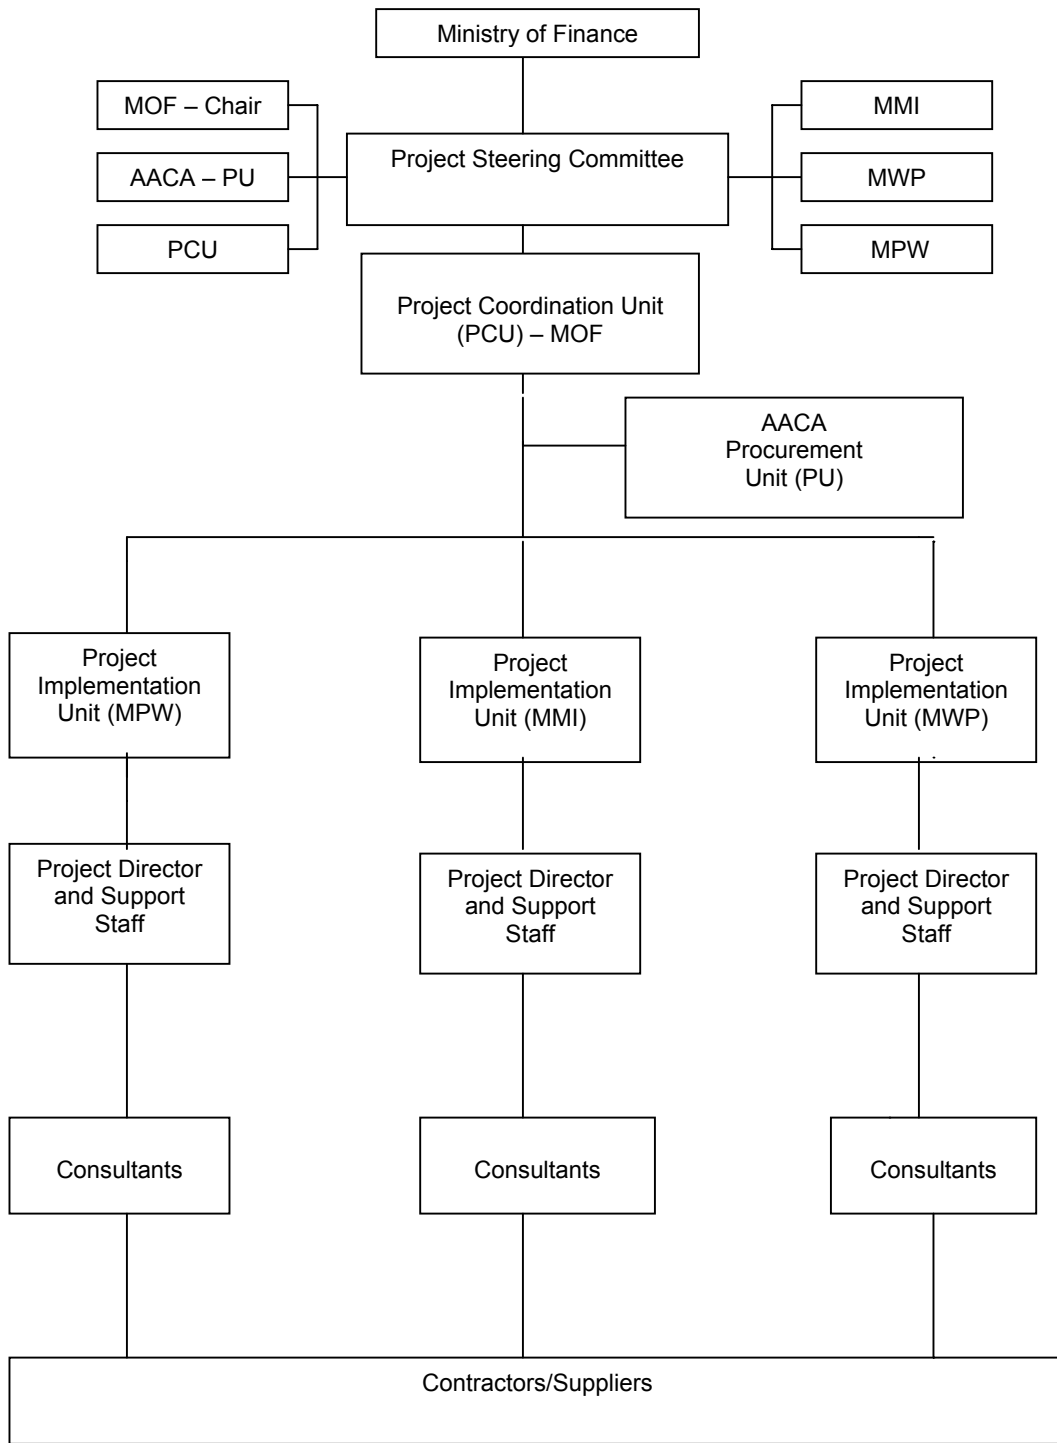 Ministry of Finance
MOF – Chair
AACA – PU
PCU
Project Steering Committee
MMI
MWP
MPW
Project Coordination Unit
(PCU) – MOF
AACA
Procurement
Unit (PU)
Project
Implementation
Unit (MPW)
Project
Implementation
Unit (MMI)
Project
Implementation
Unit (MWP)
Project Director
and Support
Staff
Project Director
and Support
Staff
Project Director
and Support
Staff
Consultants
Consultants
Consultants
Contractors/Suppliers